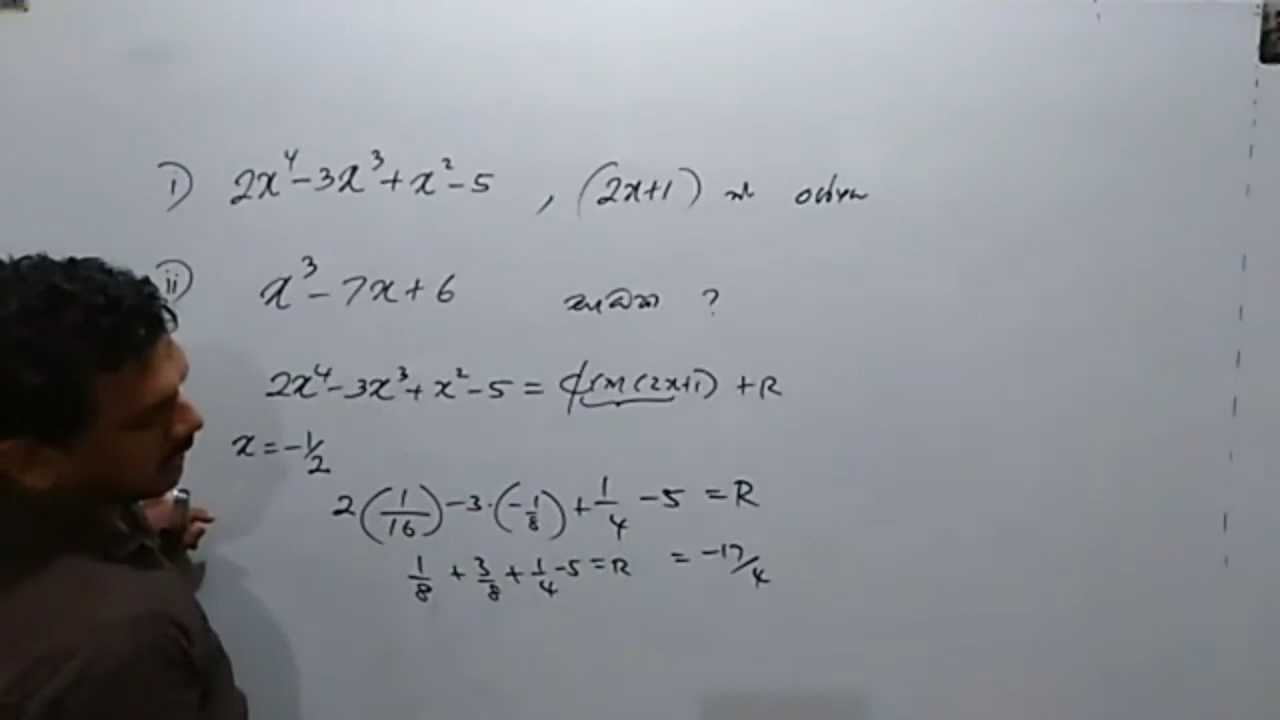 i) 2x⁴-3x³+x²-5 , (2x+1)
ii) x³-7x+6 සාධක ?
2x⁴-3x³+x²-5 = (2x+1) + R
x = -1/2
2(1/16) -3·(-1/8) + 1/4 -5 = R
1/8 + 3/8 + 1/4 -5 = R = -17/4